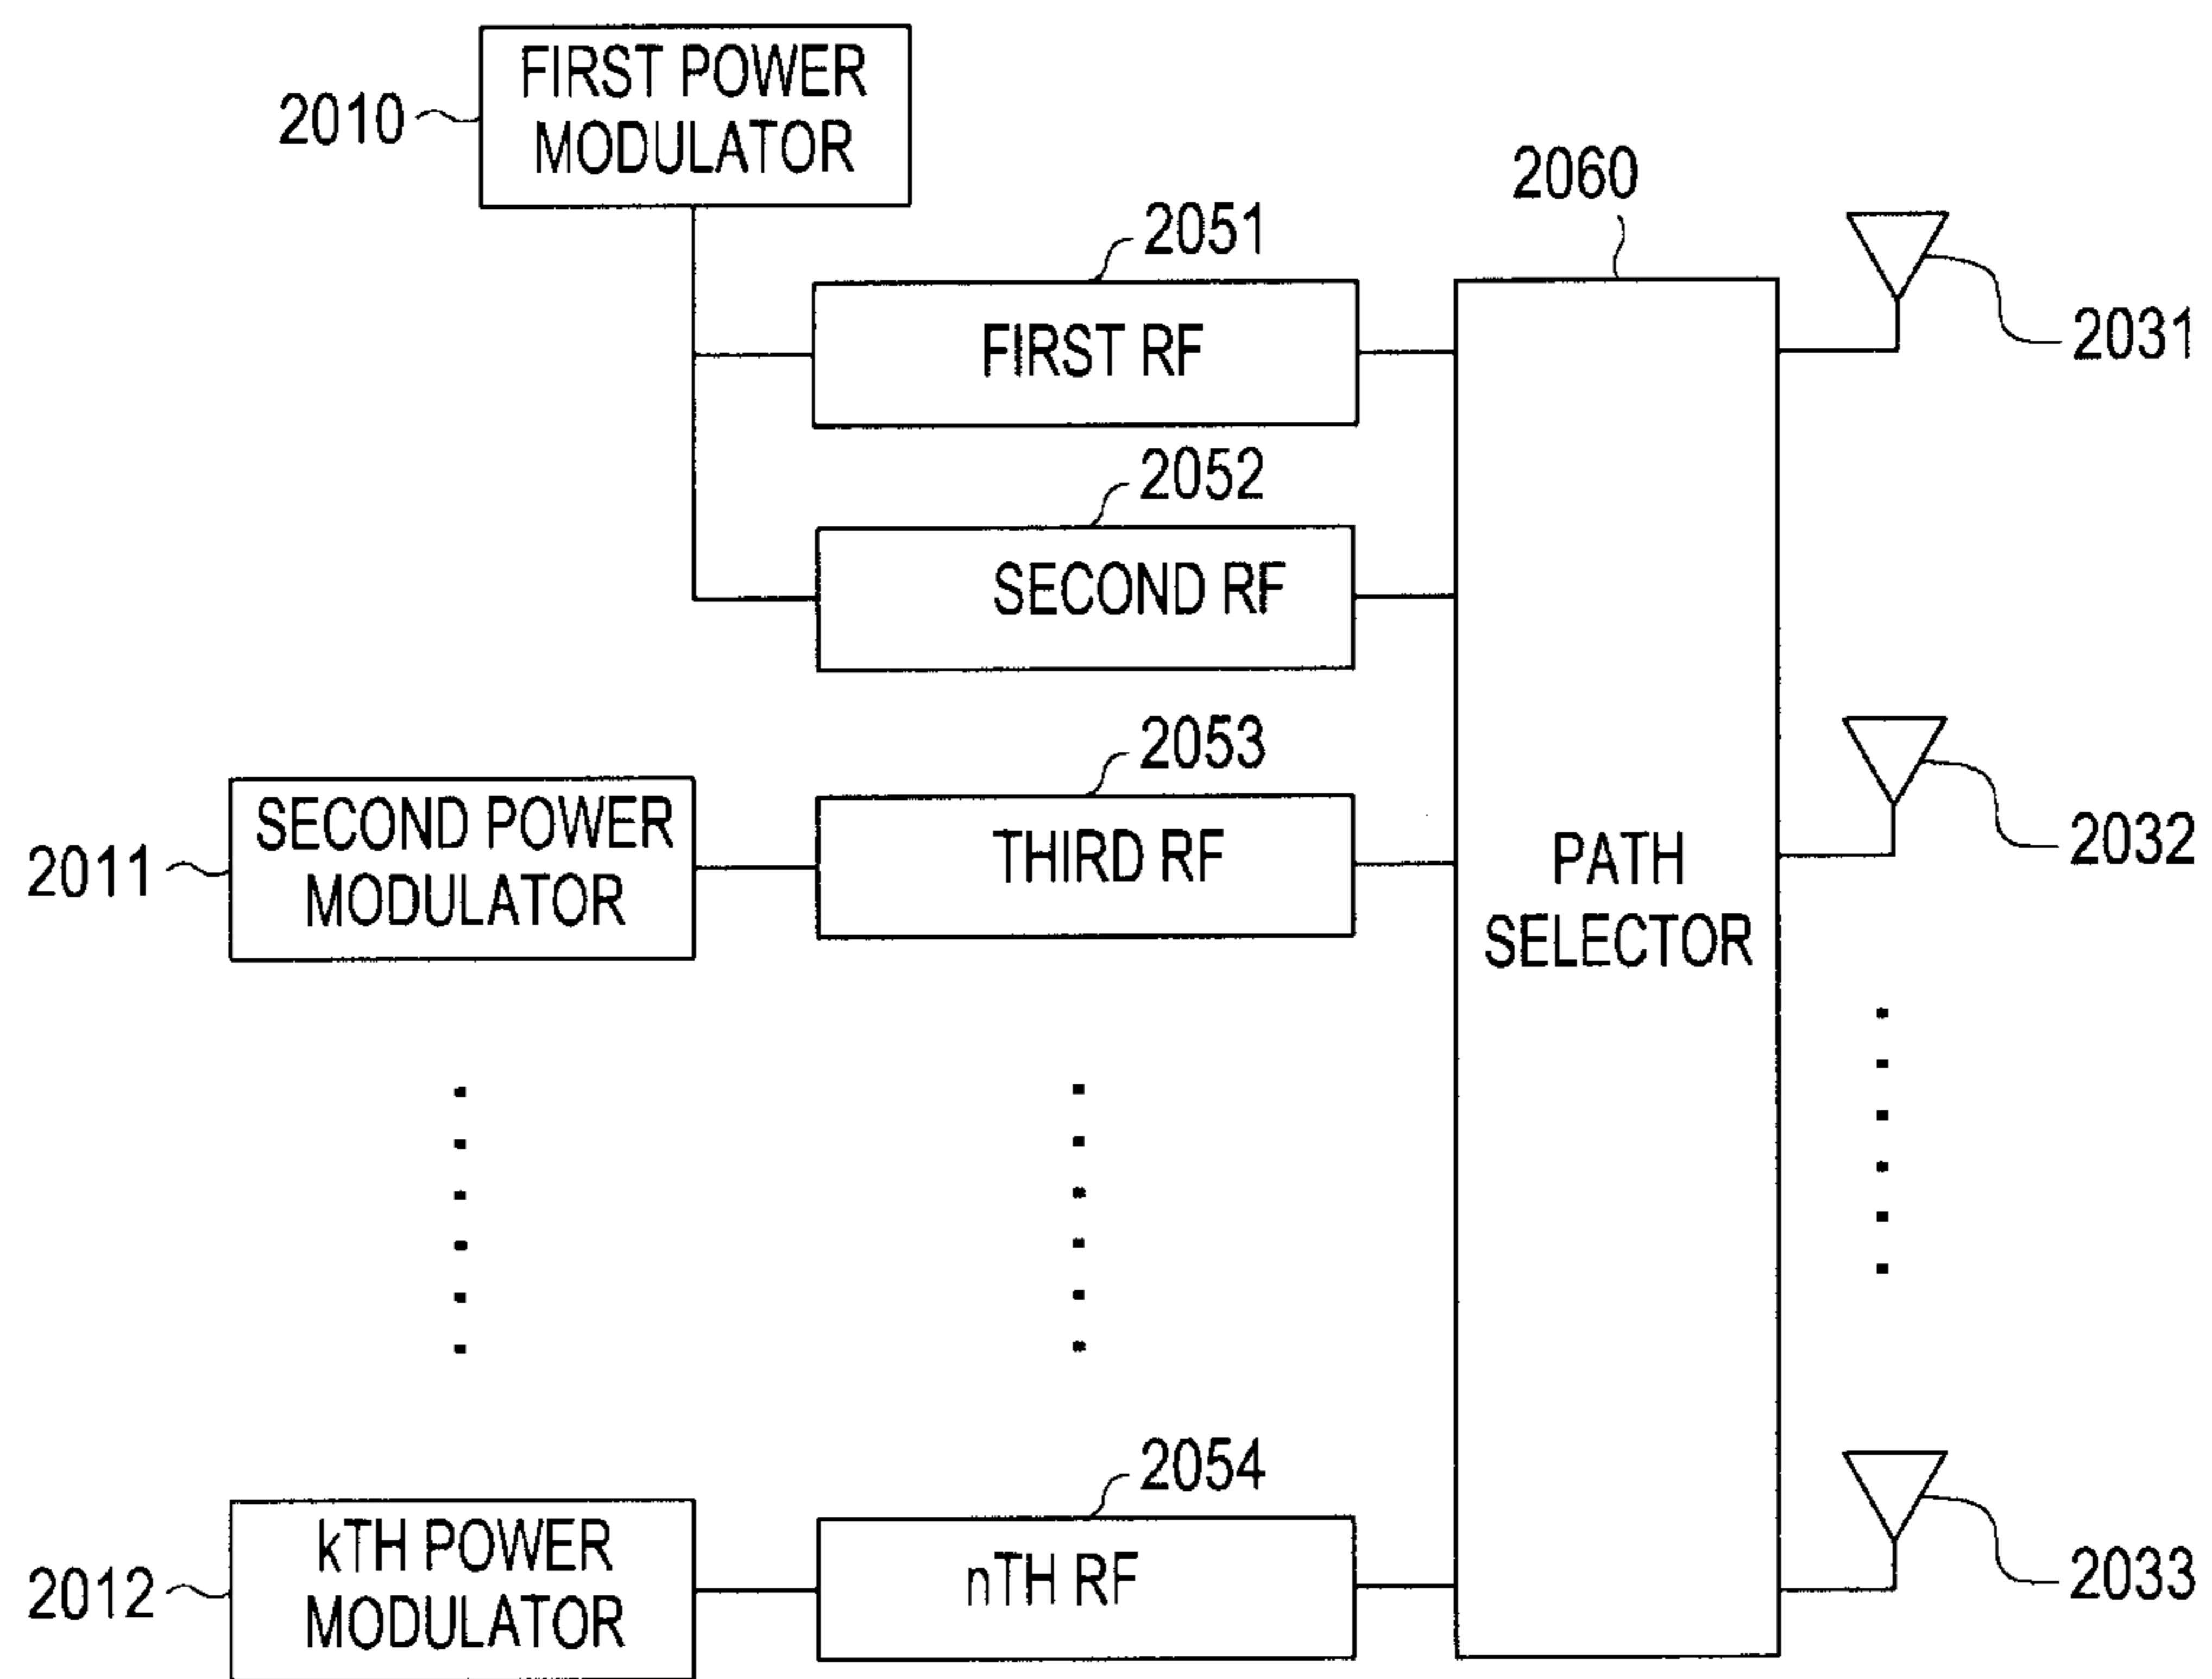 FIRST POWER
MODULATOR
2010
2060
2051
FIRST RF
2031
2052
SECOND RF
2053
SECOND POWER
MODULATOR
2011
THIRD RF
2032
PATH
SELECTOR
2054
kTH POWER
MODULATOR
2012
nTH RF
2033